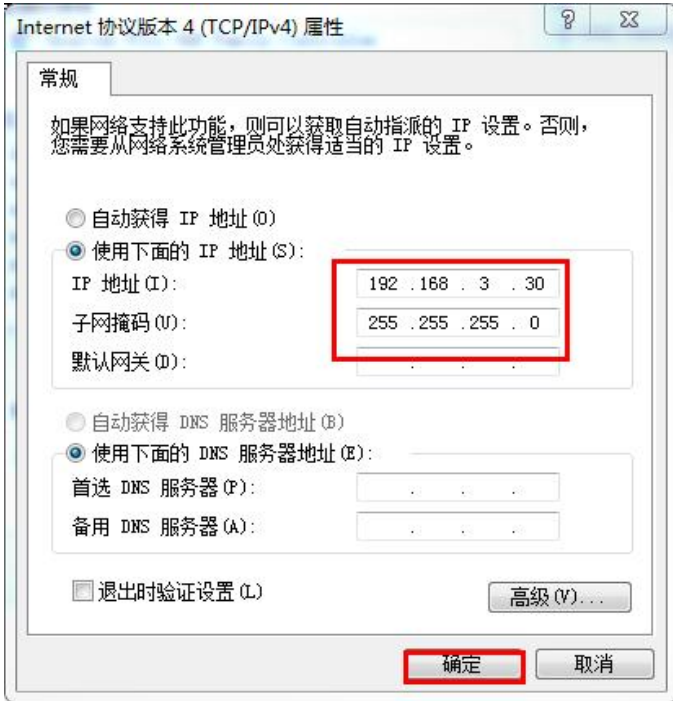 Internet 协议版本 4 (TCP/IPv4) 属性
常规
如果网络支持此功能，则可以获取自动指派的 IP 设置。否则，
您需要从网络系统管理员处获得适当的 IP 设置。
自动获得 IP 地址(O)
使用下面的 IP 地址(S):
IP 地址(I): 192 .168 . 3 . 30
子网掩码(U): 255 .255 .255 . 0
默认网关(D): . . .
自动获得 DNS 服务器地址(B)
使用下面的 DNS 服务器地址(E):
首选 DNS 服务器(P): . . .
备用 DNS 服务器(A): . . .
退出时验证设置(L)
高级(V)...
确定 取消